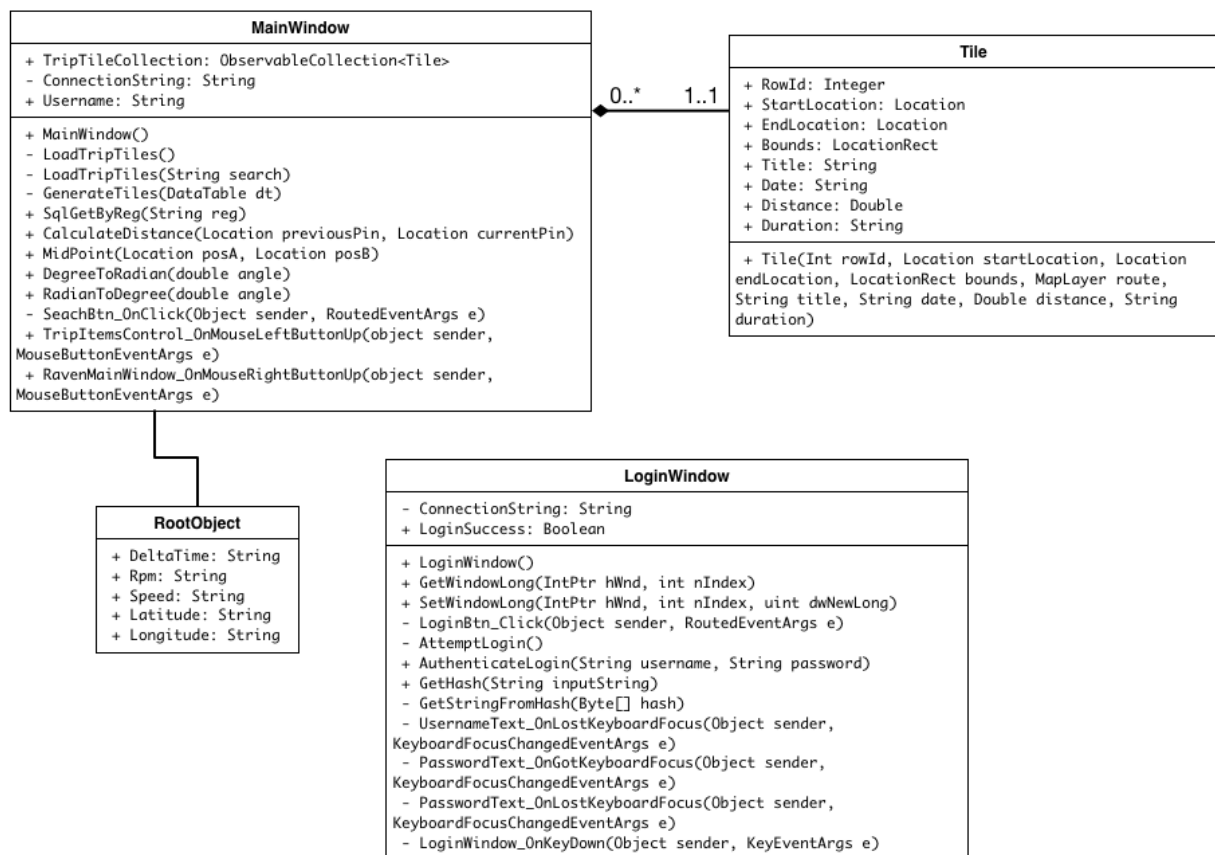 MainWindow
+ TripTileCollection: ObservableCollection<Tile>
- ConnectionString: String
+ Username: String
+ MainWindow()
- LoadTripTiles()
- LoadTripTiles(String search)
- GenerateTiles(DataTable dt)
+ SqlGetByReg(String reg)
+ CalculateDistance(Location previousPin, Location currentPin)
+ MidPoint(Location posA, Location posB)
+ DegreeToRadian(double angle)
+ RadianToDegree(double angle)
- SeachBtn_OnClick(Object sender, RoutedEventArgs e)
+ TripItemsControl_OnMouseLeftButtonUp(object sender,
MouseButtonEventArgs e)
+ RavenMainWindow_OnMouseRightButtonUp(object sender,
MouseButtonEventArgs e)
0..* 1..1
Tile
+ RowId: Integer
+ StartLocation: Location
+ EndLocation: Location
+ Bounds: LocationRect
+ Title: String
+ Date: String
+ Distance: Double
+ Duration: String
+ Tile(Int rowId, Location startLocation, Location
endLocation, LocationRect bounds, MapLayer route,
String title, String date, Double distance, String
duration)
RootObject
+ DeltaTime: String
+ Rpm: String
+ Speed: String
+ Latitude: String
+ Longitude: String
LoginWindow
- ConnectionString: String
+ LoginSuccess: Boolean
+ LoginWindow()
+ GetWindowLong(IntPtr hWnd, int nIndex)
+ SetWindowLong(IntPtr hWnd, int nIndex, uint dwNewLong)
- LoginBtn_Click(Object sender, RoutedEventArgs e)
- AttemptLogin()
+ AuthenticateLogin(String username, String password)
+ GetHash(String inputString)
- GetStringFromHash(Byte[] hash)
- UsernameText_OnLostKeyboardFocus(Object sender,
KeyboardFocusChangedEventArgs e)
- PasswordText_OnGotKeyboardFocus(Object sender,
KeyboardFocusChangedEventArgs e)
- PasswordText_OnLostKeyboardFocus(Object sender,
KeyboardFocusChangedEventArgs e)
- LoginWindow_OnKeyDown(Object sender, KeyEventArgs e)